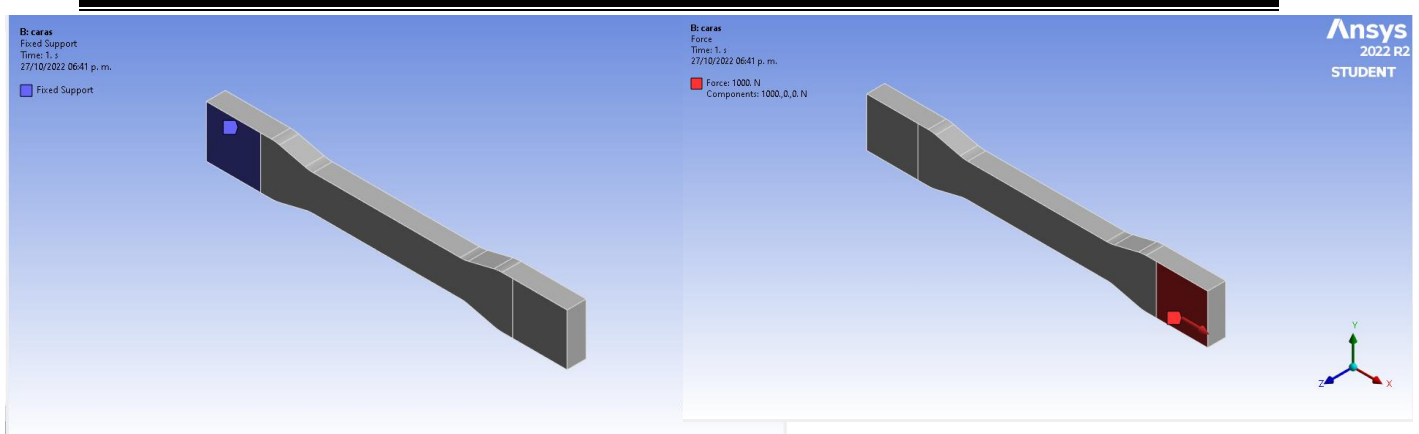 B: caras
Fixed Support
Time: 1. s
27/10/2022 06:41 p. m.
Fixed Support
B: caras
Force
Time: 1. s
27/10/2022 06:41 p. m.
Force: 1000. N
Components: 1000.,0.,0. N
Ansys
2022 R2
STUDENT
Y
Z
X